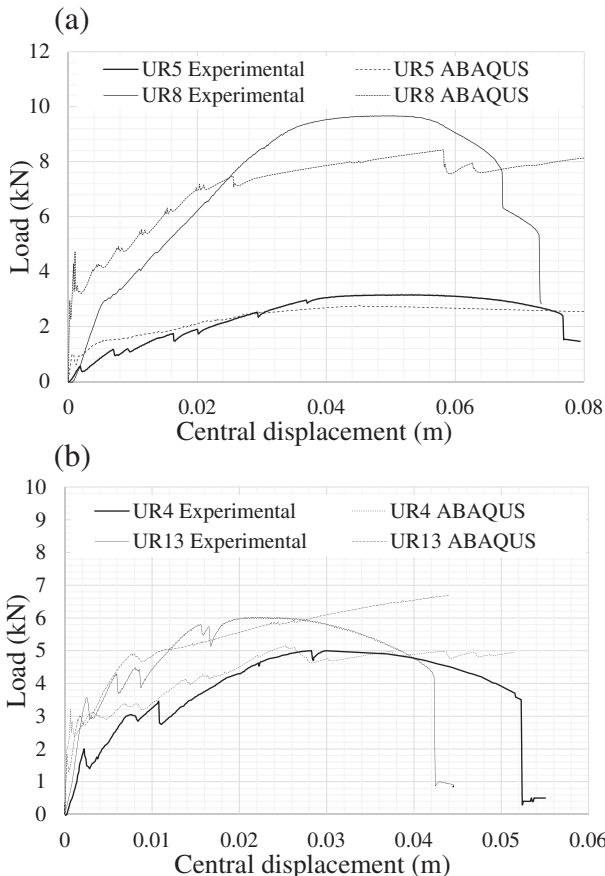 (a)
12
UR5 Experimental UR5 ABAQUS
UR8 Experimental UR8 ABAQUS
10
8
6
4
2
0
Load (kN)
0 0.02 0.04 0.06 0.08
Central displacement (m)
(b)
10
9
UR4 Experimental UR4 ABAQUS
UR13 Experimental UR13 ABAQUS
8
7
6
5
4
3
2
1
0
Load (kN)
0 0.01 0.02 0.03 0.04 0.05 0.06
Central displacement (m)